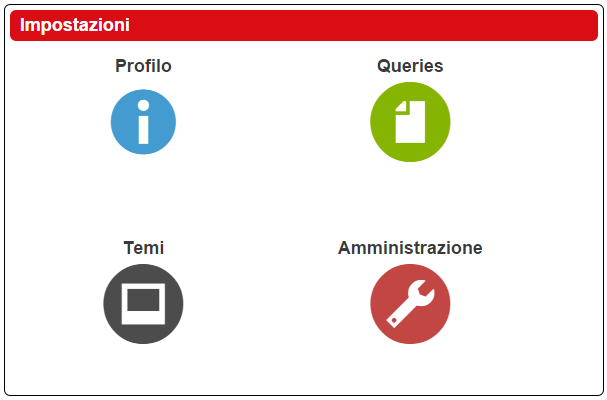 Impostazioni
Profilo
Queries
Temi
Amministrazione